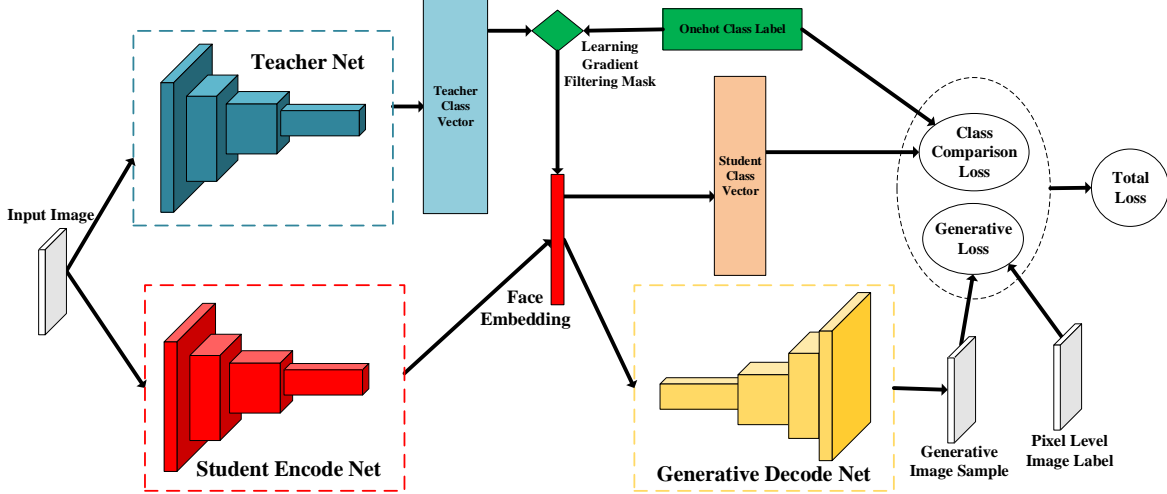 Teacher Net
Teacher
Class
Vector
Learning
Gradient
Filtering Mask
Onehot Class Label
Student
Class
Vector
Class
Comparison
Loss
Total
Loss
Generative
Loss
Input Image
Face
Embedding
Student Encode Net
Generative Decode Net
Generative
Image Sample
Pixel Level
Image Label